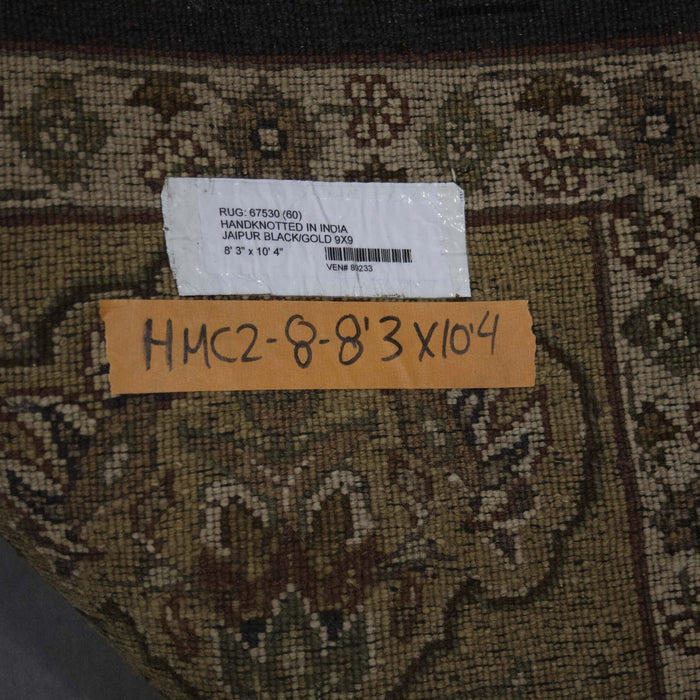 RUG: 67530 (60)
HANDKNOTTED IN INDIA
JAIPUR BLACK/GOLD 9X9
8' 3" x 10' 4"
VEN# 89233
HMC2-8-8'3 X10'4